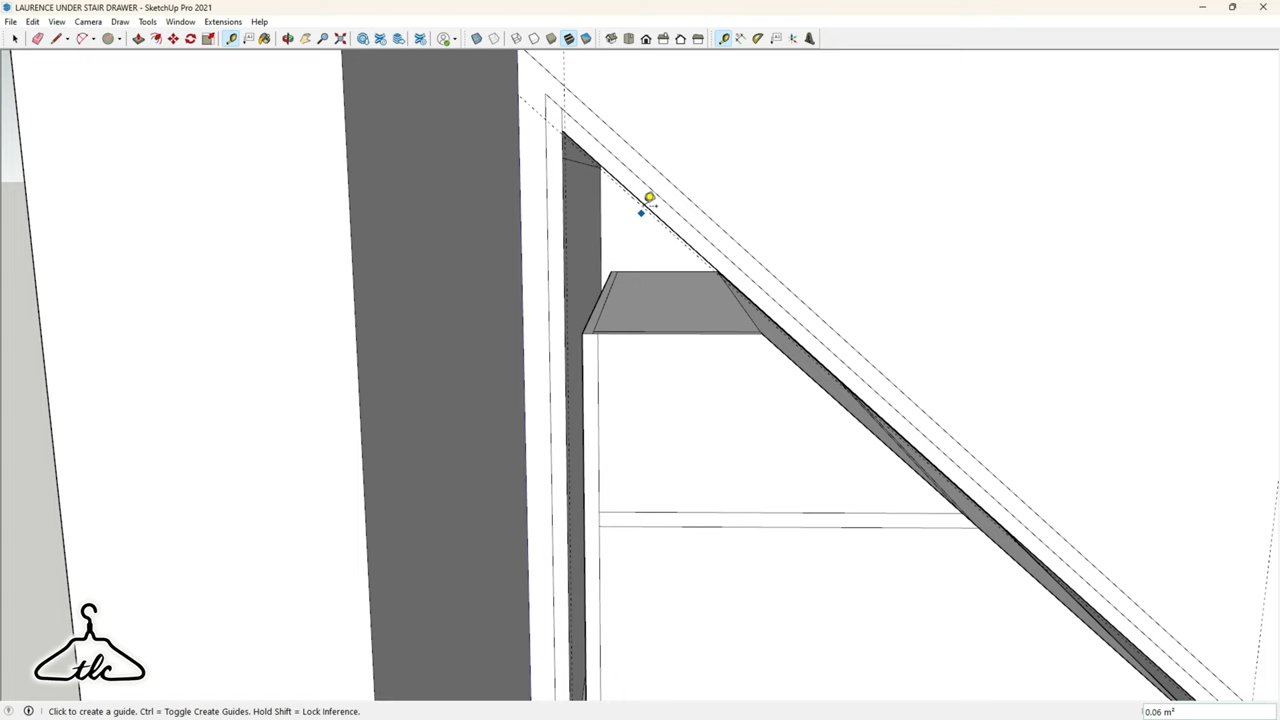 LAURENCE UNDER STAIR DRAWER - SketchUp Pro 2021
File Edit View Camera Draw Tools Window Extensions Help
tlc
Click to create a guide. Ctrl = Toggle Create Guides. Hold Shift = Lock Inference.
0.06 m²